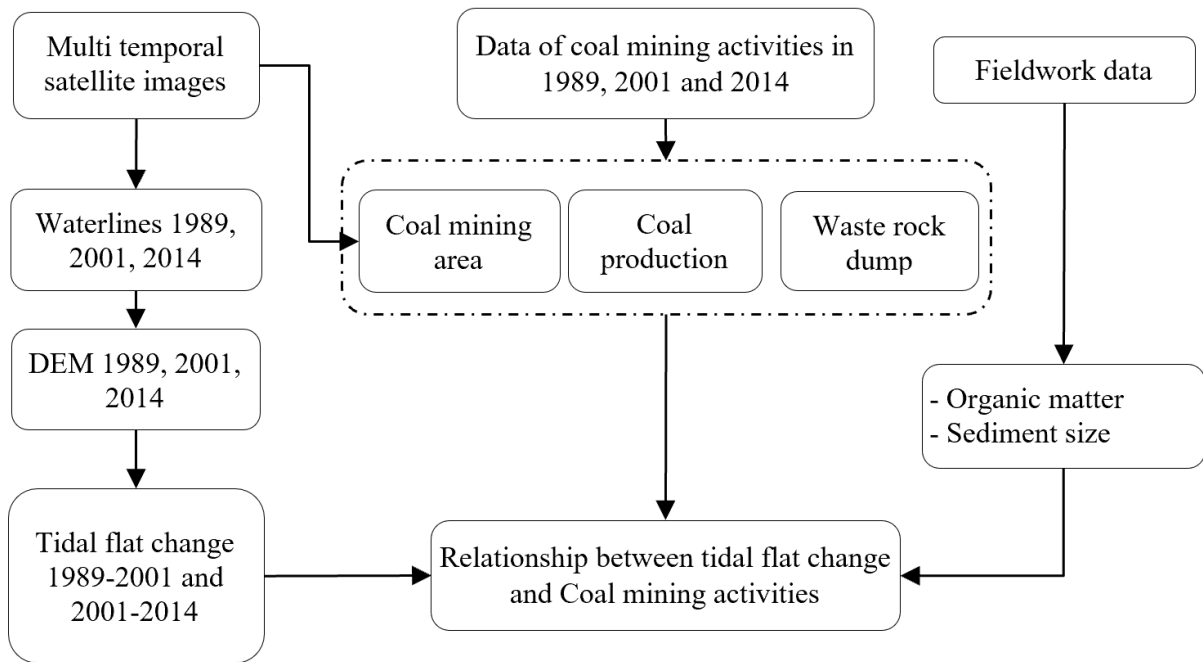 Multi temporal
satellite images
Data of coal mining activities in
1989, 2001 and 2014
Fieldwork data
Waterlines 1989,
2001, 2014
Coal mining
area
Coal
production
Waste rock
dump
DEM 1989, 2001,
2014
- Organic matter
- Sediment size
Tidal flat change
1989-2001 and
2001-2014
Relationship between tidal flat change
and Coal mining activities